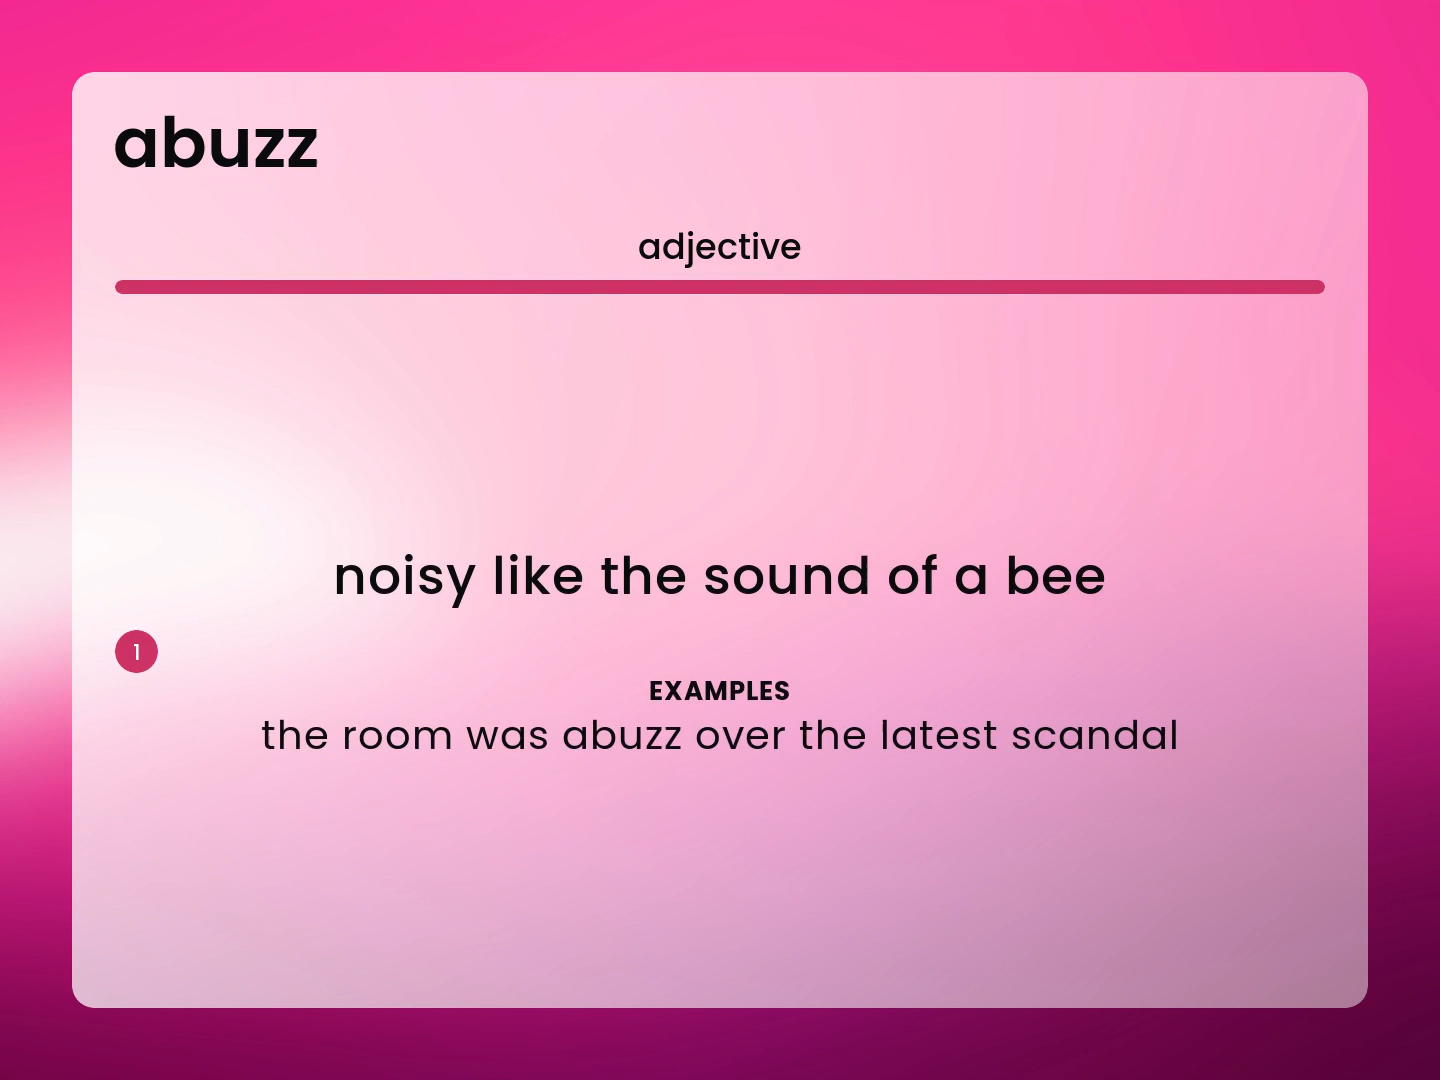 abuzz
adjective
noisy like the sound of a bee
1
EXAMPLES
the room was abuzz over the latest scandal